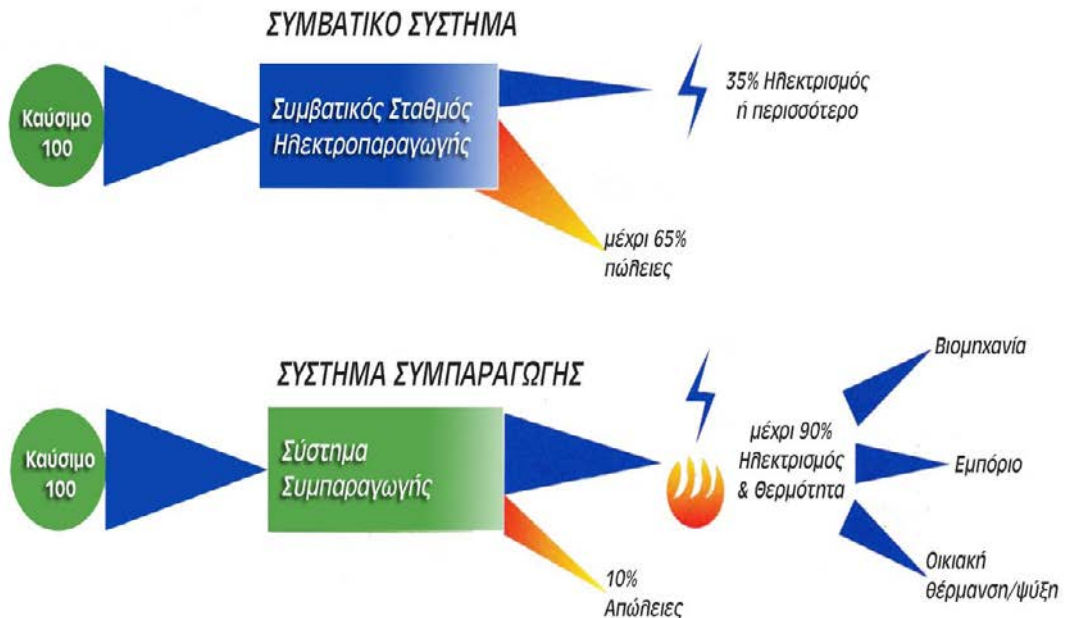 ΣΥΜΒΑΤΙΚΟ ΣΥΣΤΗΜΑ
Καύσιμο
100
Συμβατικός Σταθμός
Ηλεκτροπαραγωγής
35% Ηλεκτρισμός
ή περισσότερο
μέχρι 65%
πώλειες
ΣΥΣΤΗΜΑ ΣΥΜΠΑΡΑΓΩΓΗΣ
Καύσιμο
100
Σύστημα
Συμπαραγωγής
10%
Απώλειες
μέχρι 90%
Ηλεκτρισμός
& θερμότητα
Βιομηχανία
Εμπόριο
Οικιακή
θέρμανση/ψύξη